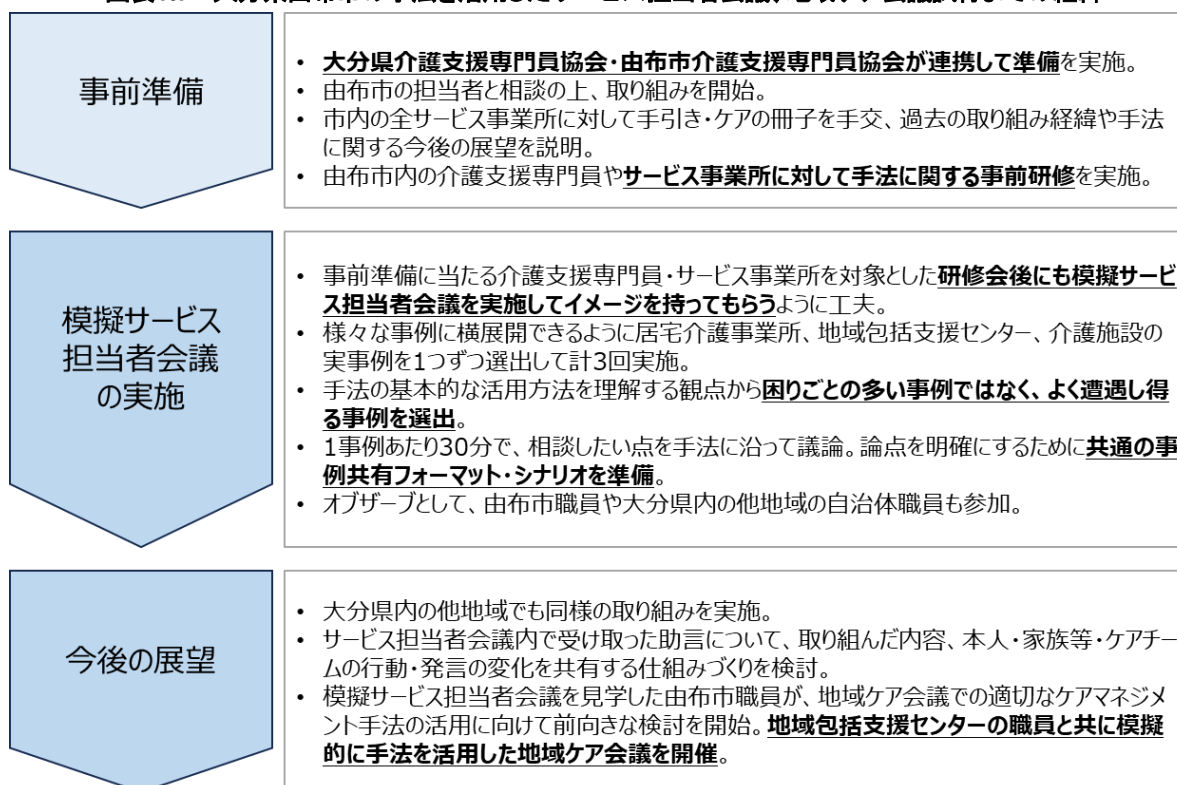 事前準備
• 大分県介護支援専門員協会・由布市介護支援専門員協会が連携して準備を実施。
• 由布市の担当者と相談の上、取り組みを開始。
• 市内の全サービス事業所に対して手引き・ケアの冊子を手交、過去の取り組み経緯や手法
に関する今後の展望を説明。
• 由布市内の介護支援専門員やサービス事業所に対して手法に関する事前研修を実施。
模擬サービス
担当者会議
の実施
• 事前準備に当たる介護支援専門員・サービス事業所を対象とした研修会後にも模擬サービ
ス担当者会議を実施してイメージを持ってもらうように工夫。
• 様々な事例に横展開できるように居宅介護事業所、地域包括支援センター、介護施設の
実事例を1つずつ選出して計3回実施。
• 手法の基本的な活用方法を理解する観点から困りごとの多い事例ではなく、よく遭遇し得
る事例を選出。
• 1事例あたり30分で、相談したい点を手法に沿って議論。論点を明確にするために共通の事
例共有フォーマット・シナリオを準備。
• オブザーブとして、由布市職員や大分県内の他地域の自治体職員も参加。
今後の展望
• 大分県内の他地域でも同様の取り組みを実施。
• サービス担当者会議内で受け取った助言について、取り組んだ内容、本人・家族等・ケアチー
ムの行動・発言の変化を共有する仕組みづくりを検討。
• 模擬サービス担当者会議を見学した由布市職員が、地域ケア会議での適切なケアマネジメ
ント手法の活用に向けて前向きな検討を開始。地域包括支援センターの職員と共に模擬
的に手法を活用した地域ケア会議を開催。